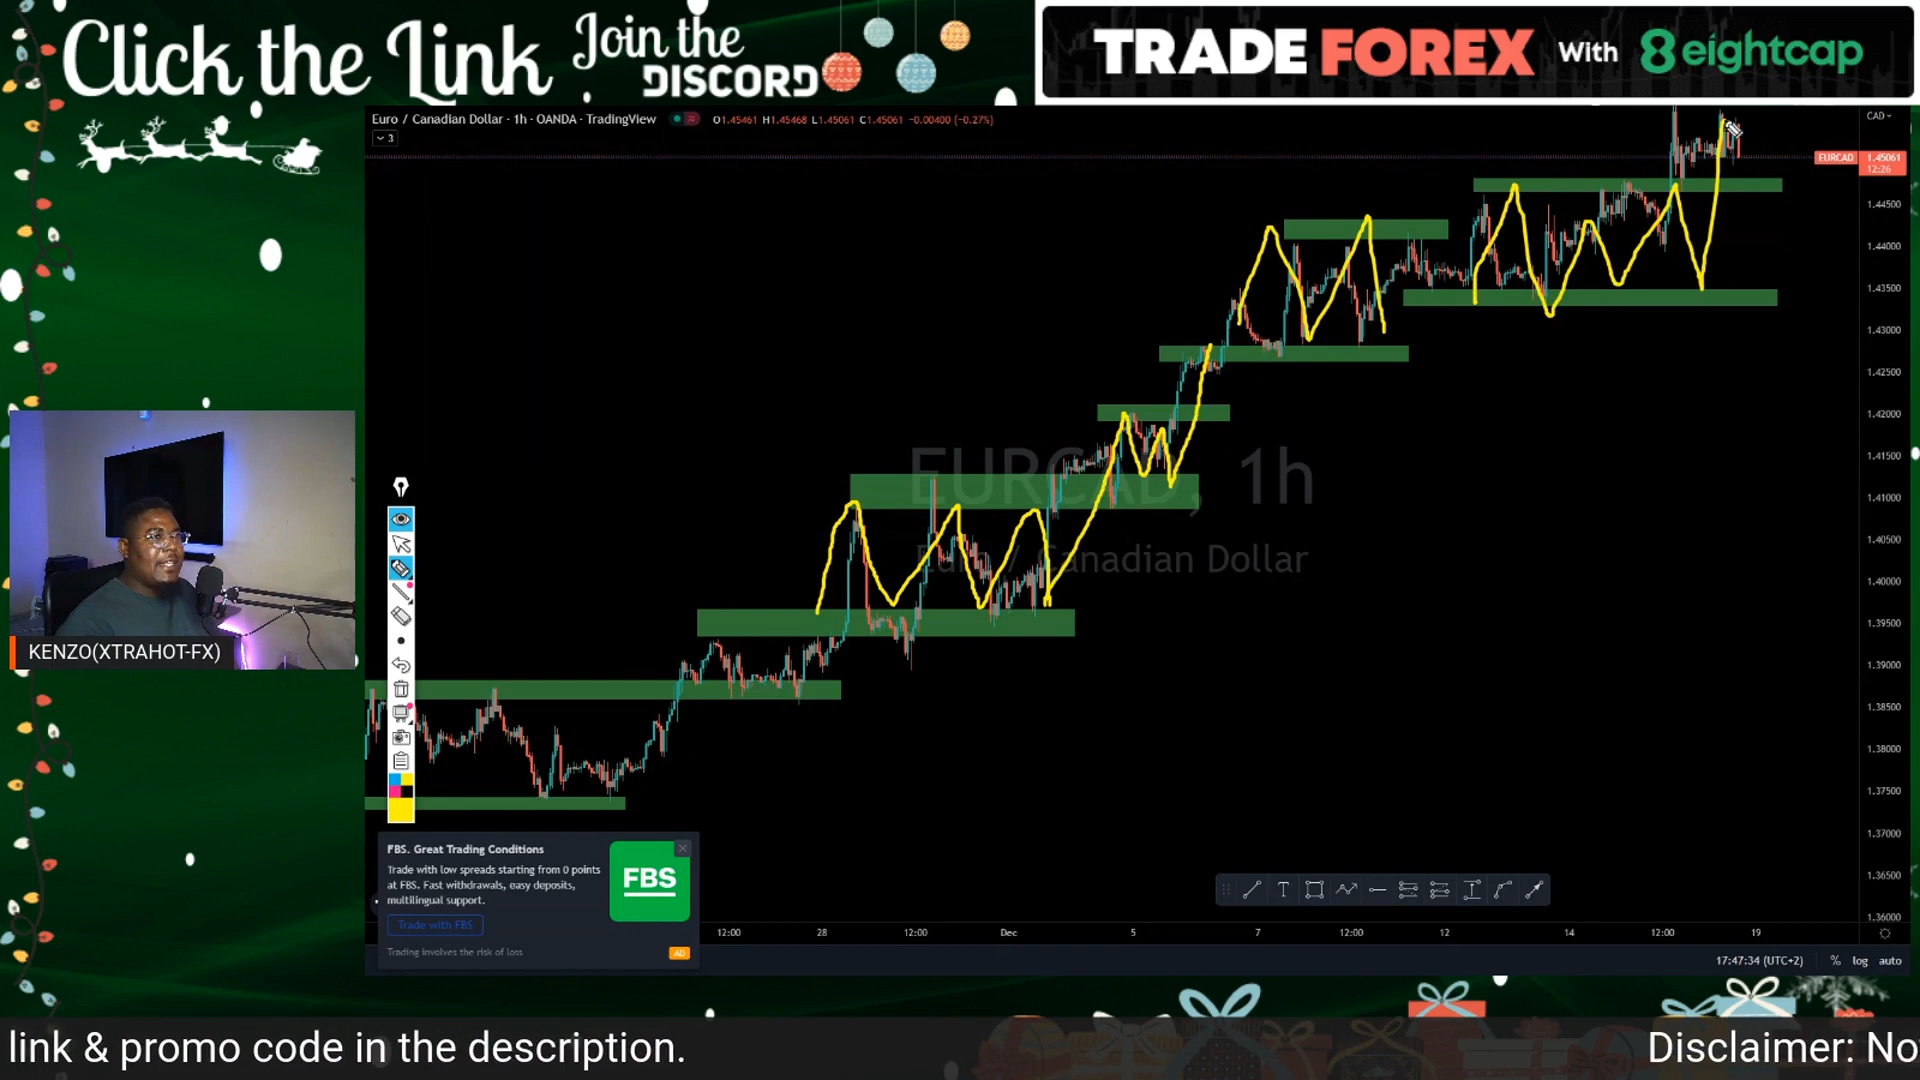 Click the Link
Join the
DISCORD
TRADE FOREX With 8 eightcap
Euro / Canadian Dollar · 1h · OANDA · TradingView
O1.45461 H1.45468 L1.45061 C1.45061 −0.00400 (−0.27%)
3
CAD
EURCAD
1.45061
12:26
1.44500
1.44000
1.43500
1.43000
1.42500
1.42000
1.41500
1.41000
1.40500
1.40000
1.39500
1.39000
1.38500
1.38000
1.37500
1.37000
1.36500
1.36000
EURCAD, 1h
Euro / Canadian Dollar
KENZO(XTRAHOT-FX)
FBS. Great Trading Conditions
Trade with low spreads starting from 0 points
at FBS. Fast withdrawals, easy deposits,
multilingual support.
Trade with FBS
Trading involves the risk of loss
AD
FBS
12:00
28
12:00
Dec
5
7
12:00
12
14
12:00
19
17:47:34 (UTC+2)
%
log
auto
link & promo code in the description.
Disclaimer: No